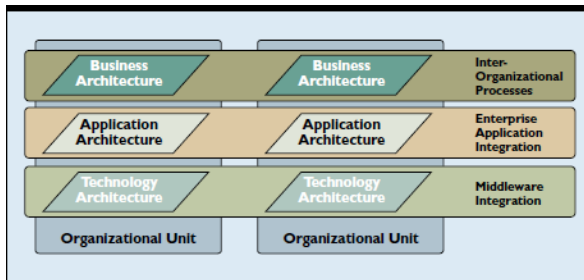 Business
Architecture
Business
Architecture
Inter-
Organizational
Processes
Application
Architecture
Application
Architecture
Enterprise
Application
Integration
Technology
Architecture
Technology
Architecture
Middleware
Integration
Organizational Unit
Organizational Unit